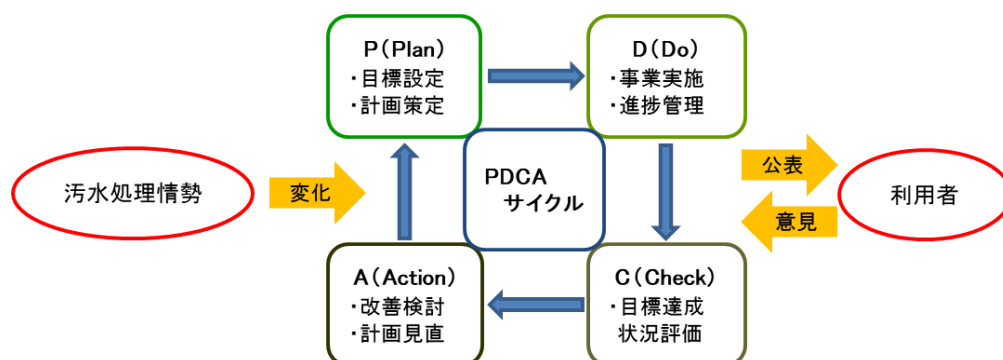 P(Plan)
・目標設定
・計画策定
D(Do)
・事業実施
・進捗管理
汚水処理情勢
変化
PDCA
サイクル
公表
意見
利用者
A(Action)
・改善検討
・計画見直
C(Check)
・目標達成
状況評価